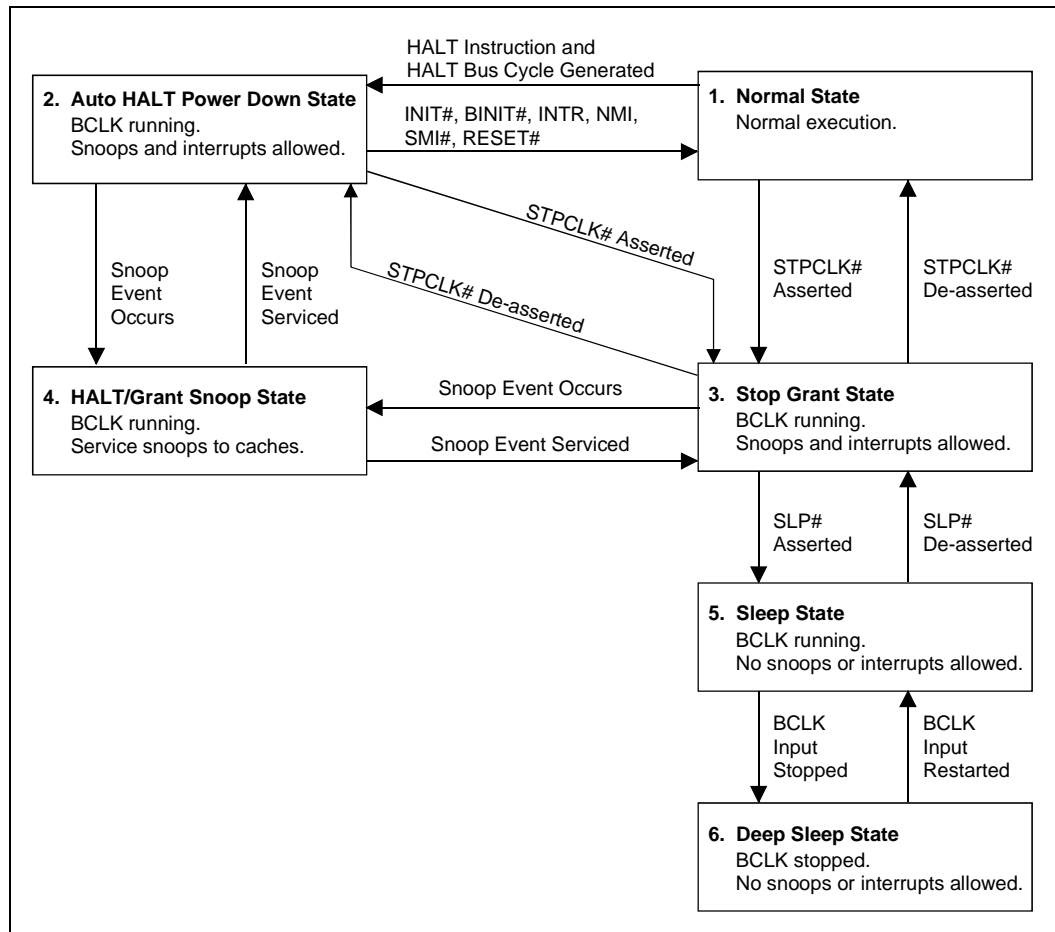 HALT Instruction and
HALT Bus Cycle Generated
2. Auto HALT Power Down State
BCLK running.
Snoops and interrupts allowed.
INIT#, BINIT#, INTR, NMI,
SMI#, RESET#
1. Normal State
Normal execution.
STPCLK# Asserted
STPCLK# De-asserted
Snoop
Event
Occurs
Snoop
Event
Serviced
STPCLK#
Asserted
STPCLK#
De-asserted
4. HALT/Grant Snoop State
BCLK running.
Service snoops to caches.
Snoop Event Occurs
Snoop Event Serviced
3. Stop Grant State
BCLK running.
Snoops and interrupts allowed.
SLP#
Asserted
SLP#
De-asserted
5. Sleep State
BCLK running.
No snoops or interrupts allowed.
BCLK
Input
Stopped
BCLK
Input
Restarted
6. Deep Sleep State
BCLK stopped.
No snoops or interrupts allowed.